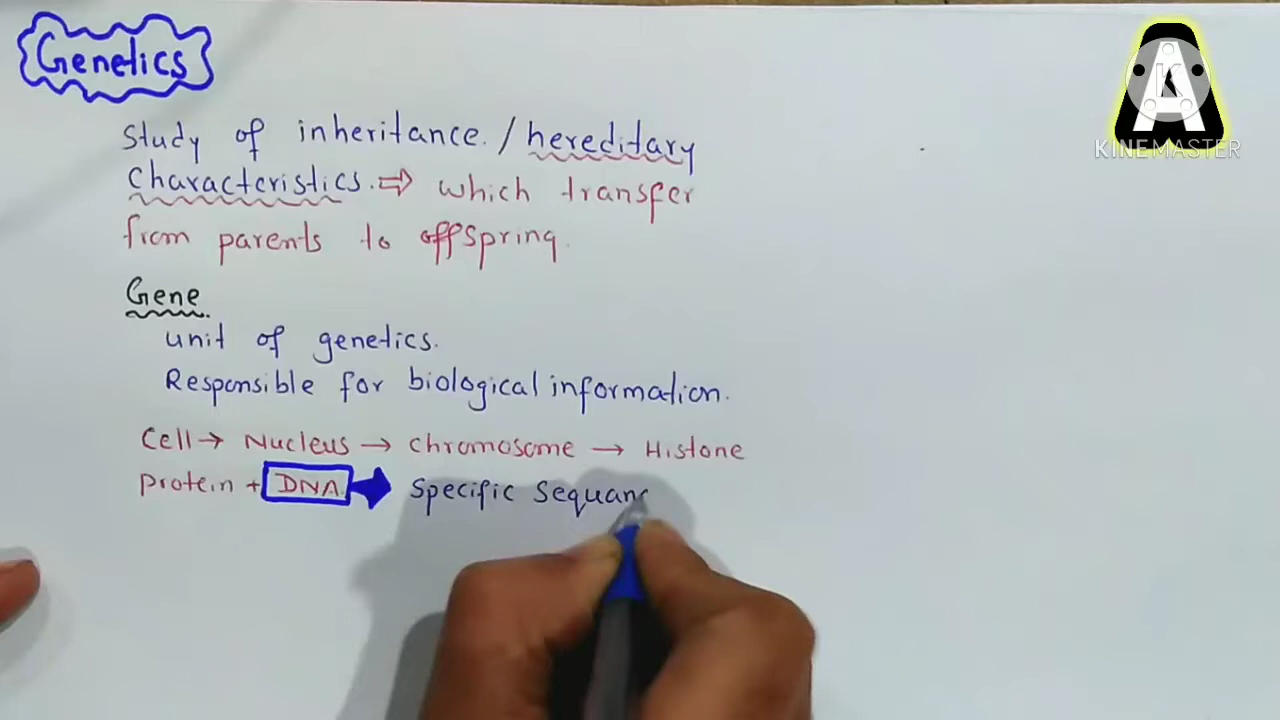 Genetics
Study of inheritance. / hereditary
Characteristics. ⇒ which transfer
from parents to offspring.
Gene
unit of genetics.
Responsible for biological information.
Cell → Nucleus → chromosome → Histone
protein + DNA. → Specific Sequanc
A
K
KINEMASTER